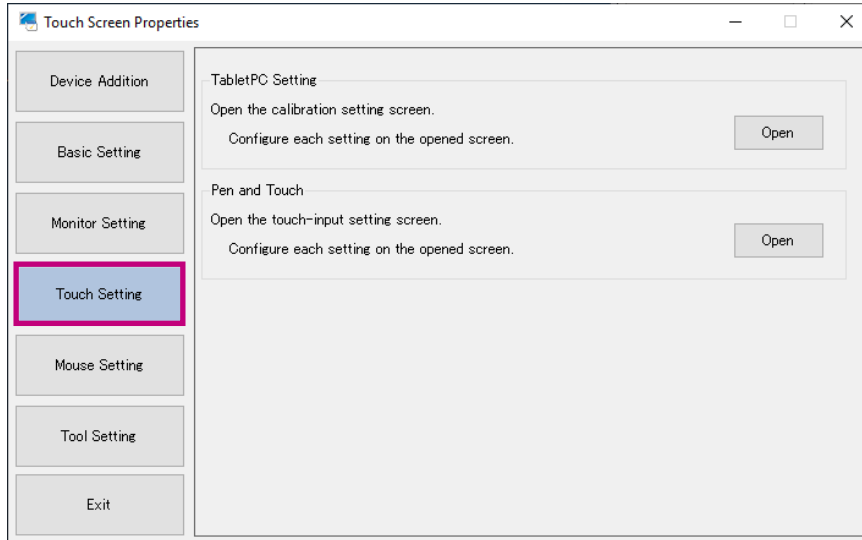 Touch Screen Properties
Device Addition
Basic Setting
Monitor Setting
Touch Setting
Mouse Setting
Tool Setting
Exit
TabletPC Setting
Open the calibration setting screen.
Configure each setting on the opened screen.
Open
Pen and Touch
Open the touch-input setting screen.
Configure each setting on the opened screen.
Open